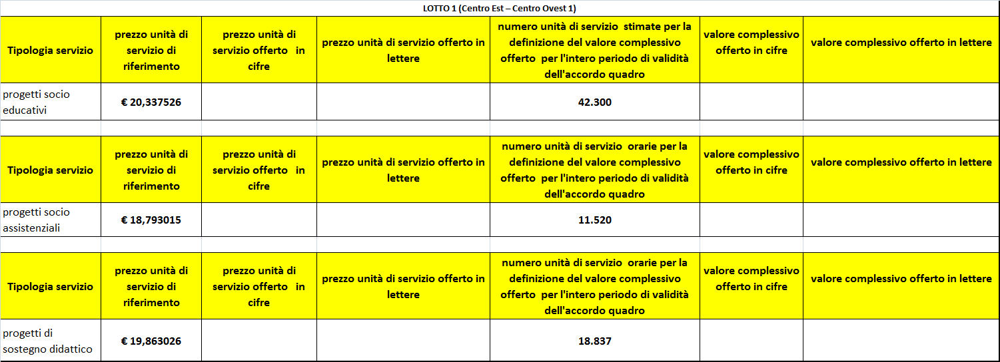 LOTTO 1 (Centro Est – Centro Ovest 1)
Tipologia servizio
prezzo unità di
servizio di
riferimento
prezzo unità di
servizio offerto in
cifre
prezzo unità di servizio offerto in
lettere
numero unità di servizio stimate per la
definizione del valore complessivo
offerto per l'intero periodo di validità
dell'accordo quadro
valore complessivo
offerto in cifre
valore complessivo offerto in lettere
progetti socio
educativi
€ 20,337526
42.300
Tipologia servizio
prezzo unità di
servizio di
riferimento
prezzo unità di
servizio offerto in
cifre
prezzo unità di servizio offerto in
lettere
numero unità di servizio orarie per la
definizione del valore complessivo
offerto per l'intero periodo di validità
dell'accordo quadro
valore complessivo
offerto in cifre
valore complessivo offerto in lettere
progetti socio
assistenziali
€ 18,793015
11.520
Tipologia servizio
prezzo unità di
servizio di
riferimento
prezzo unità di
servizio offerto in
cifre
prezzo unità di servizio offerto in
lettere
numero unità di servizio orarie per la
definizione del valore complessivo
offerto per l'intero periodo di validità
dell'accordo quadro
valore complessivo
offerto in cifre
valore complessivo offerto in lettere
progetti di
sostegno didattico
€ 19,863026
18.837